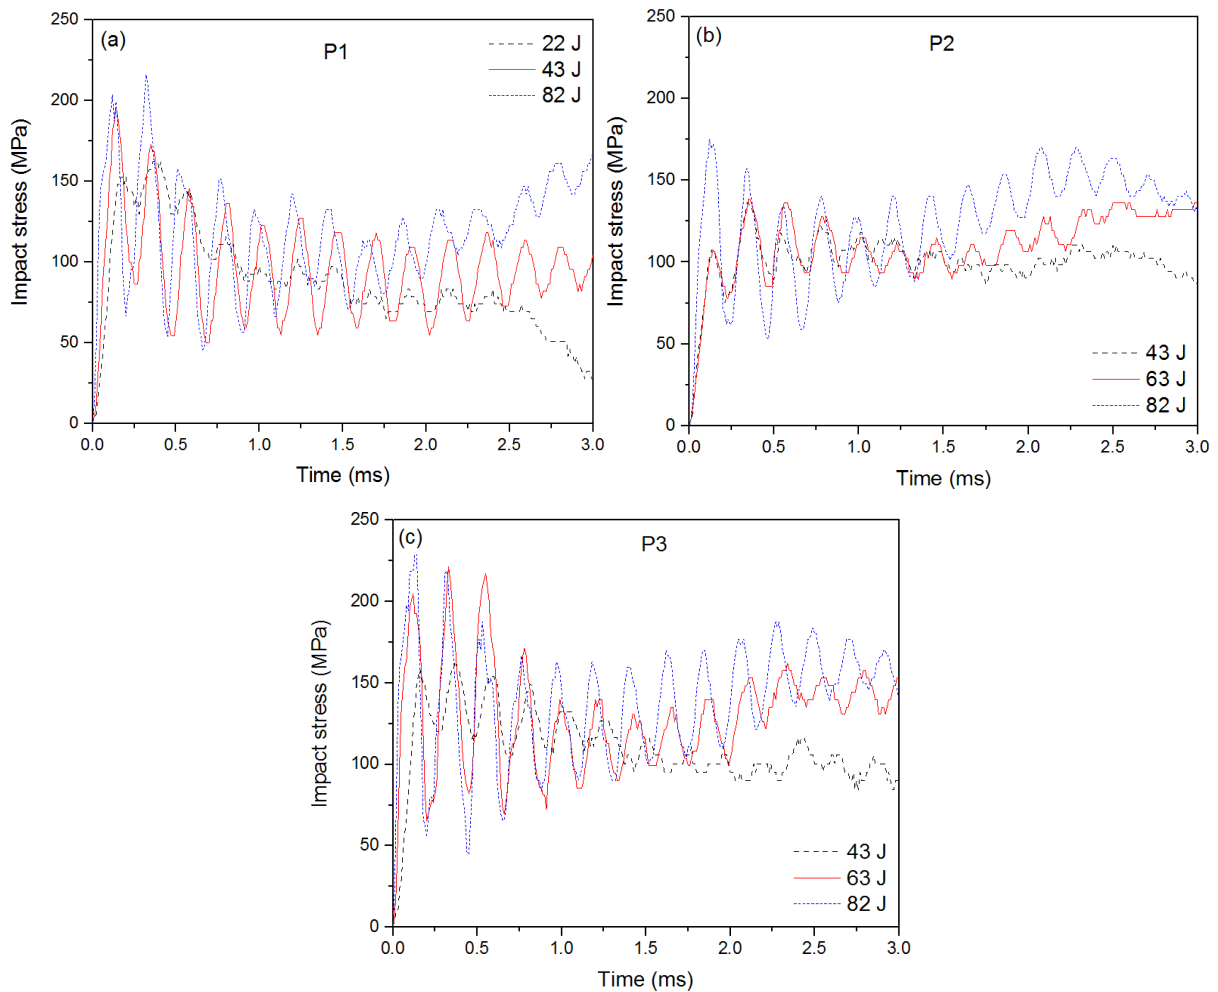 (a)
P1
22 J
43 J
82 J
Impact stress (MPa)
250
200
150
100
50
0
0.0 0.5 1.0 1.5 2.0 2.5 3.0
Time (ms)
(b)
P2
Impact stress (MPa)
250
200
150
100
50
0
43 J
63 J
82 J
0.0 0.5 1.0 1.5 2.0 2.5 3.0
Time (ms)
(c)
P3
Impact stress (MPa)
250
200
150
100
50
0
43 J
63 J
82 J
0.0 0.5 1.0 1.5 2.0 2.5 3.0
Time (ms)